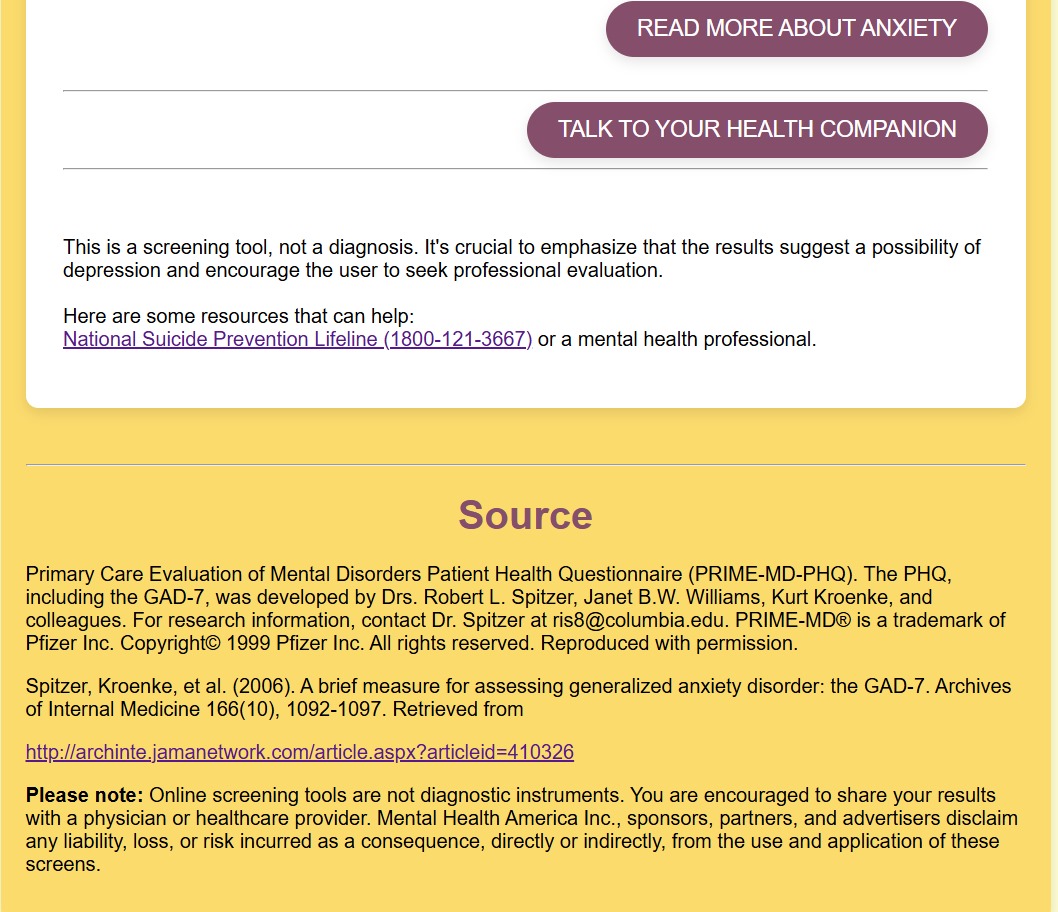 READ MORE ABOUT ANXIETY
TALK TO YOUR HEALTH COMPANION
This is a screening tool, not a diagnosis. It's crucial to emphasize that the results suggest a possibility of
depression and encourage the user to seek professional evaluation.
Here are some resources that can help:
National Suicide Prevention Lifeline (1800-121-3667) or a mental health professional.
Source
Primary Care Evaluation of Mental Disorders Patient Health Questionnaire (PRIME-MD-PHQ). The PHQ,
including the GAD-7, was developed by Drs. Robert L. Spitzer, Janet B.W. Williams, Kurt Kroenke, and
colleagues. For research information, contact Dr. Spitzer at ris8@columbia.edu. PRIME-MD® is a trademark of
Pfizer Inc. Copyright© 1999 Pfizer Inc. All rights reserved. Reproduced with permission.
Spitzer, Kroenke, et al. (2006). A brief measure for assessing generalized anxiety disorder: the GAD-7. Archives
of Internal Medicine 166(10), 1092-1097. Retrieved from
http://archinte.jamanetwork.com/article.aspx?articleid=410326
Please note: Online screening tools are not diagnostic instruments. You are encouraged to share your results
with a physician or healthcare provider. Mental Health America Inc., sponsors, partners, and advertisers disclaim
any liability, loss, or risk incurred as a consequence, directly or indirectly, from the use and application of these
screens.